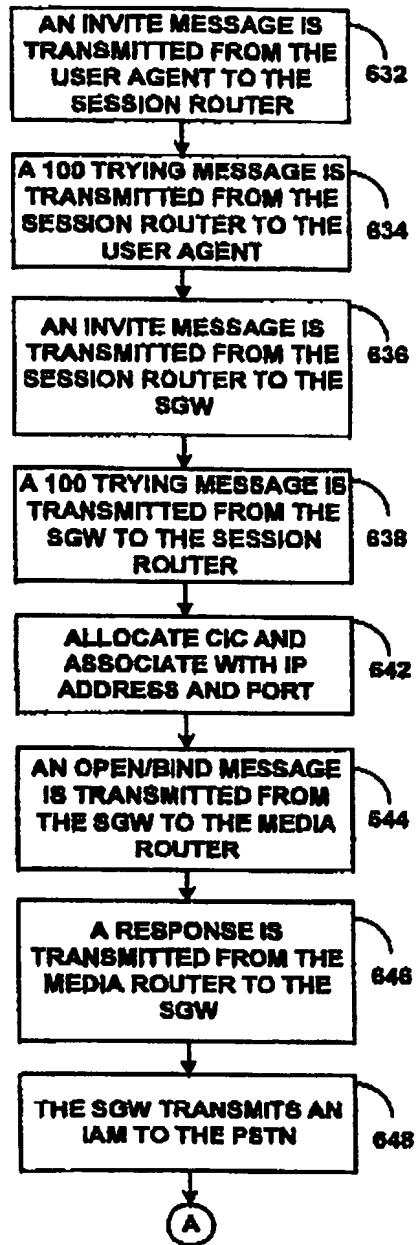 AN INVITE MESSAGE IS
TRANSMITTED FROM THE
USER AGENT TO THE
SESSION ROUTER
632
A 100 TRYING MESSAGE IS
TRANSMITTED FROM THE
SESSION ROUTER TO THE
USER AGENT
634
AN INVITE MESSAGE IS
TRANSMITTED FROM THE
SESSION ROUTER TO THE
SGW
636
A 100 TRYING MESSAGE IS
TRANSMITTED FROM THE
SGW TO THE SESSION
ROUTER
638
ALLOCATE CIC AND
ASSOCIATE WITH IP
ADDRESS AND PORT
642
AN OPEN/BIND MESSAGE
IS TRANSMITTED FROM
THE SGW TO THE MEDIA
ROUTER
644
A RESPONSE IS
TRANSMITTED FROM THE
MEDIA ROUTER TO THE
SGW
646
THE SGW TRANSMITS AN
IAM TO THE PSTN
648
A